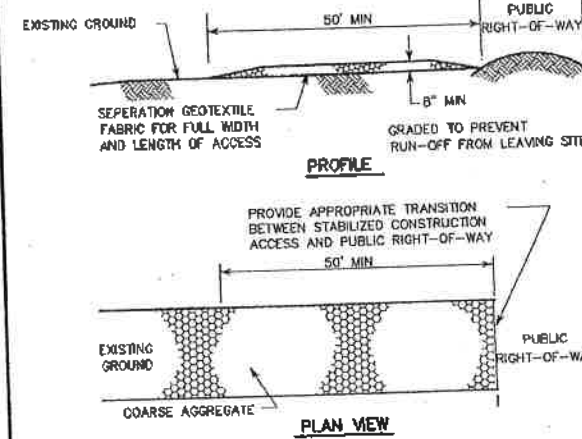 EXISTING GROUND
50' MIN
PUBLIC
RIGHT-OF-WAY
SEPERATION GEOTEXTILE
FABRIC FOR FULL WIDTH
AND LENGTH OF ACCESS
8" MIN
GRADED TO PREVENT
RUN-OFF FROM LEAVING SITE
PROFILE
PROVIDE APPROPRIATE TRANSITION
BETWEEN STABILIZED CONSTRUCTION
ACCESS AND PUBLIC RIGHT-OF-WAY
50' MIN
EXISTING
GROUND
PUBLIC
RIGHT-OF-WA
COARSE AGGREGATE
PLAN VIEW